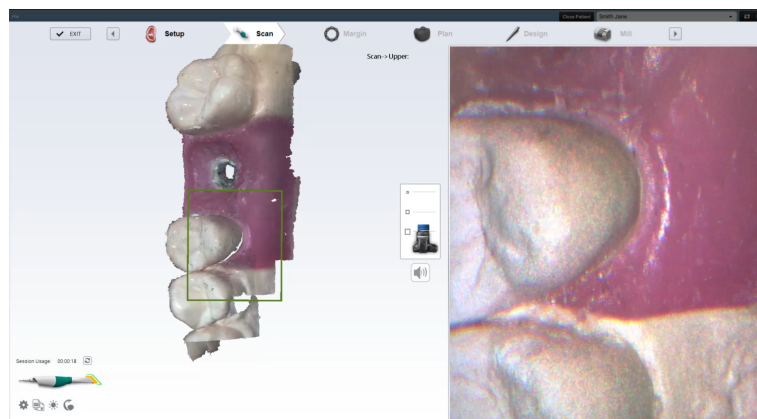 Close Patient Smith Jane
EXIT Setup Scan Margin Plan Design Mill
Scan->Upper:
Session Usage 00:00:18